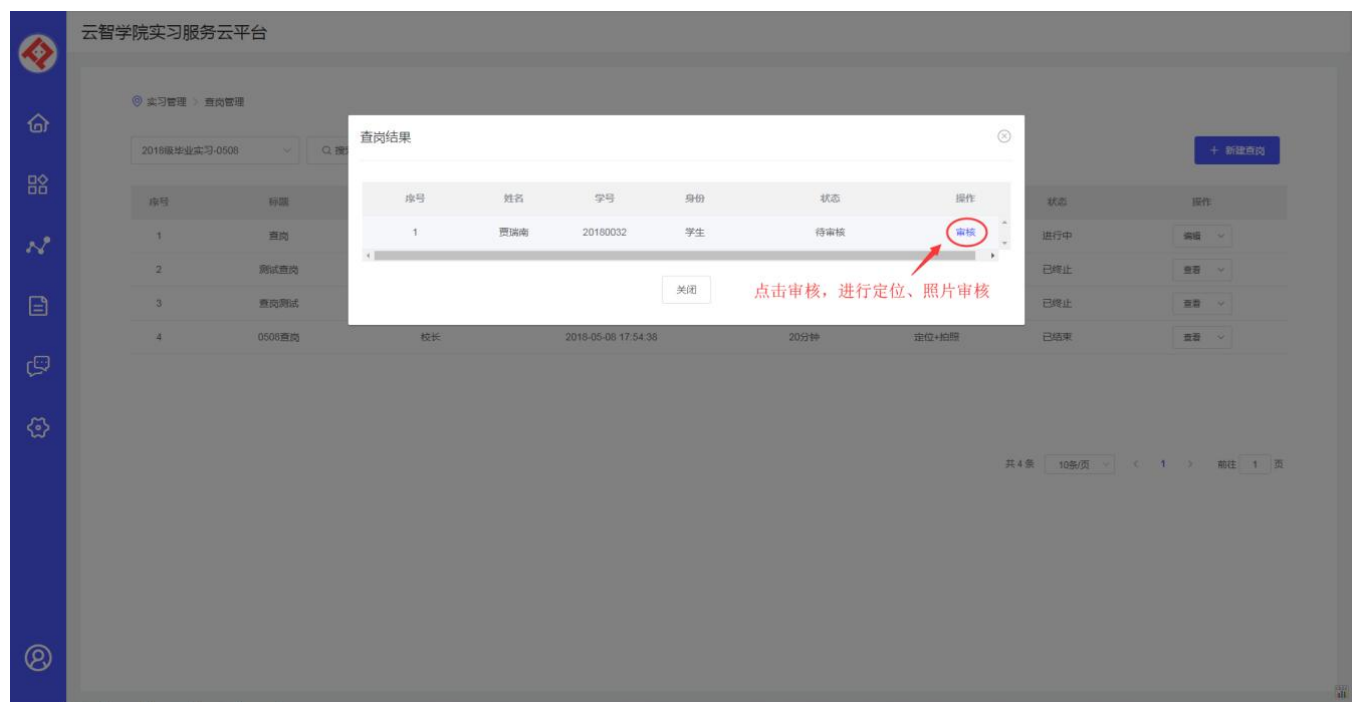 云智学院实习服务云平台
实习管理 > 查岗管理
查岗结果
2018级毕业实习-0508 搜 + 新建查岗
序号 姓名 学号 身份 状态 操作
序号 标题 状态 操作
1 贾瑞南 20180032 学生 待审核 审核
1 查岗 进行中 编辑
2 测试查岗 已终止 查看
关闭 点击审核，进行定位、照片审核
3 查岗测试 已终止 查看
4 0508查岗 校长 2018-05-08 17:54:38 20分钟 定位+拍照 已结束 查看
共 4 条 10条/页 < 1 > 前往 1 页